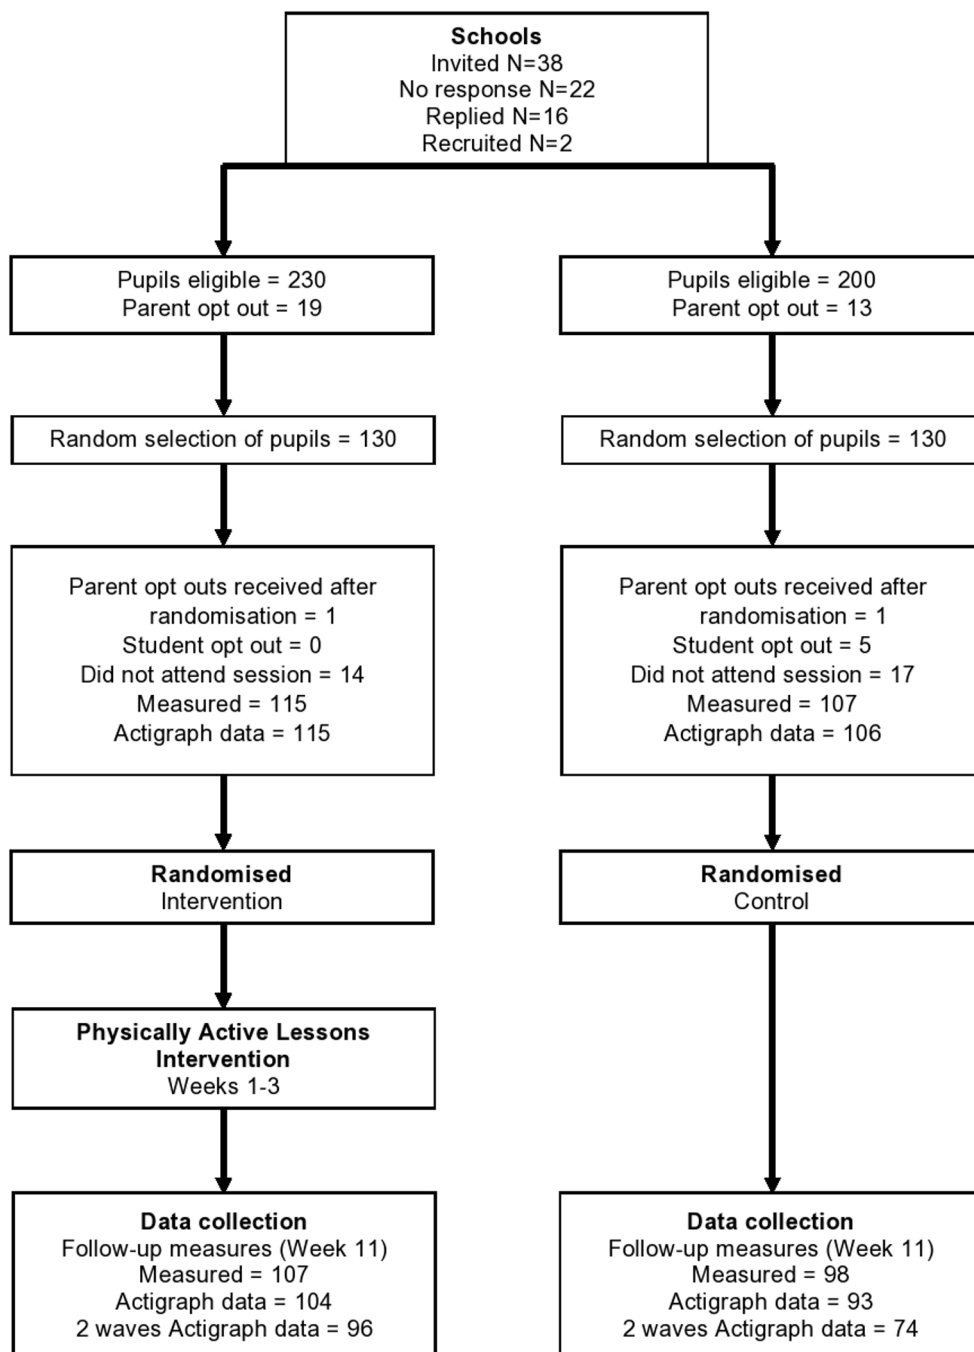 Schools
Invited N=38
No response N=22
Replied N=16
Recruited N=2
Pupils eligible = 230
Parent opt out = 19
Pupils eligible = 200
Parent opt out = 13
Random selection of pupils = 130
Random selection of pupils = 130
Parent opt outs received after
randomisation = 1
Student opt out = 0
Did not attend session = 14
Measured = 115
Actigraph data = 115
Parent opt outs received after
randomisation = 1
Student opt out = 5
Did not attend session = 17
Measured = 107
Actigraph data = 106
Randomised
Intervention
Randomised
Control
Physically Active Lessons
Intervention
Weeks 1-3
Data collection
Follow-up measures (Week 11)
Measured = 107
Actigraph data = 104
2 waves Actigraph data = 96
Data collection
Follow-up measures (Week 11)
Measured = 98
Actigraph data = 93
2 waves Actigraph data = 74